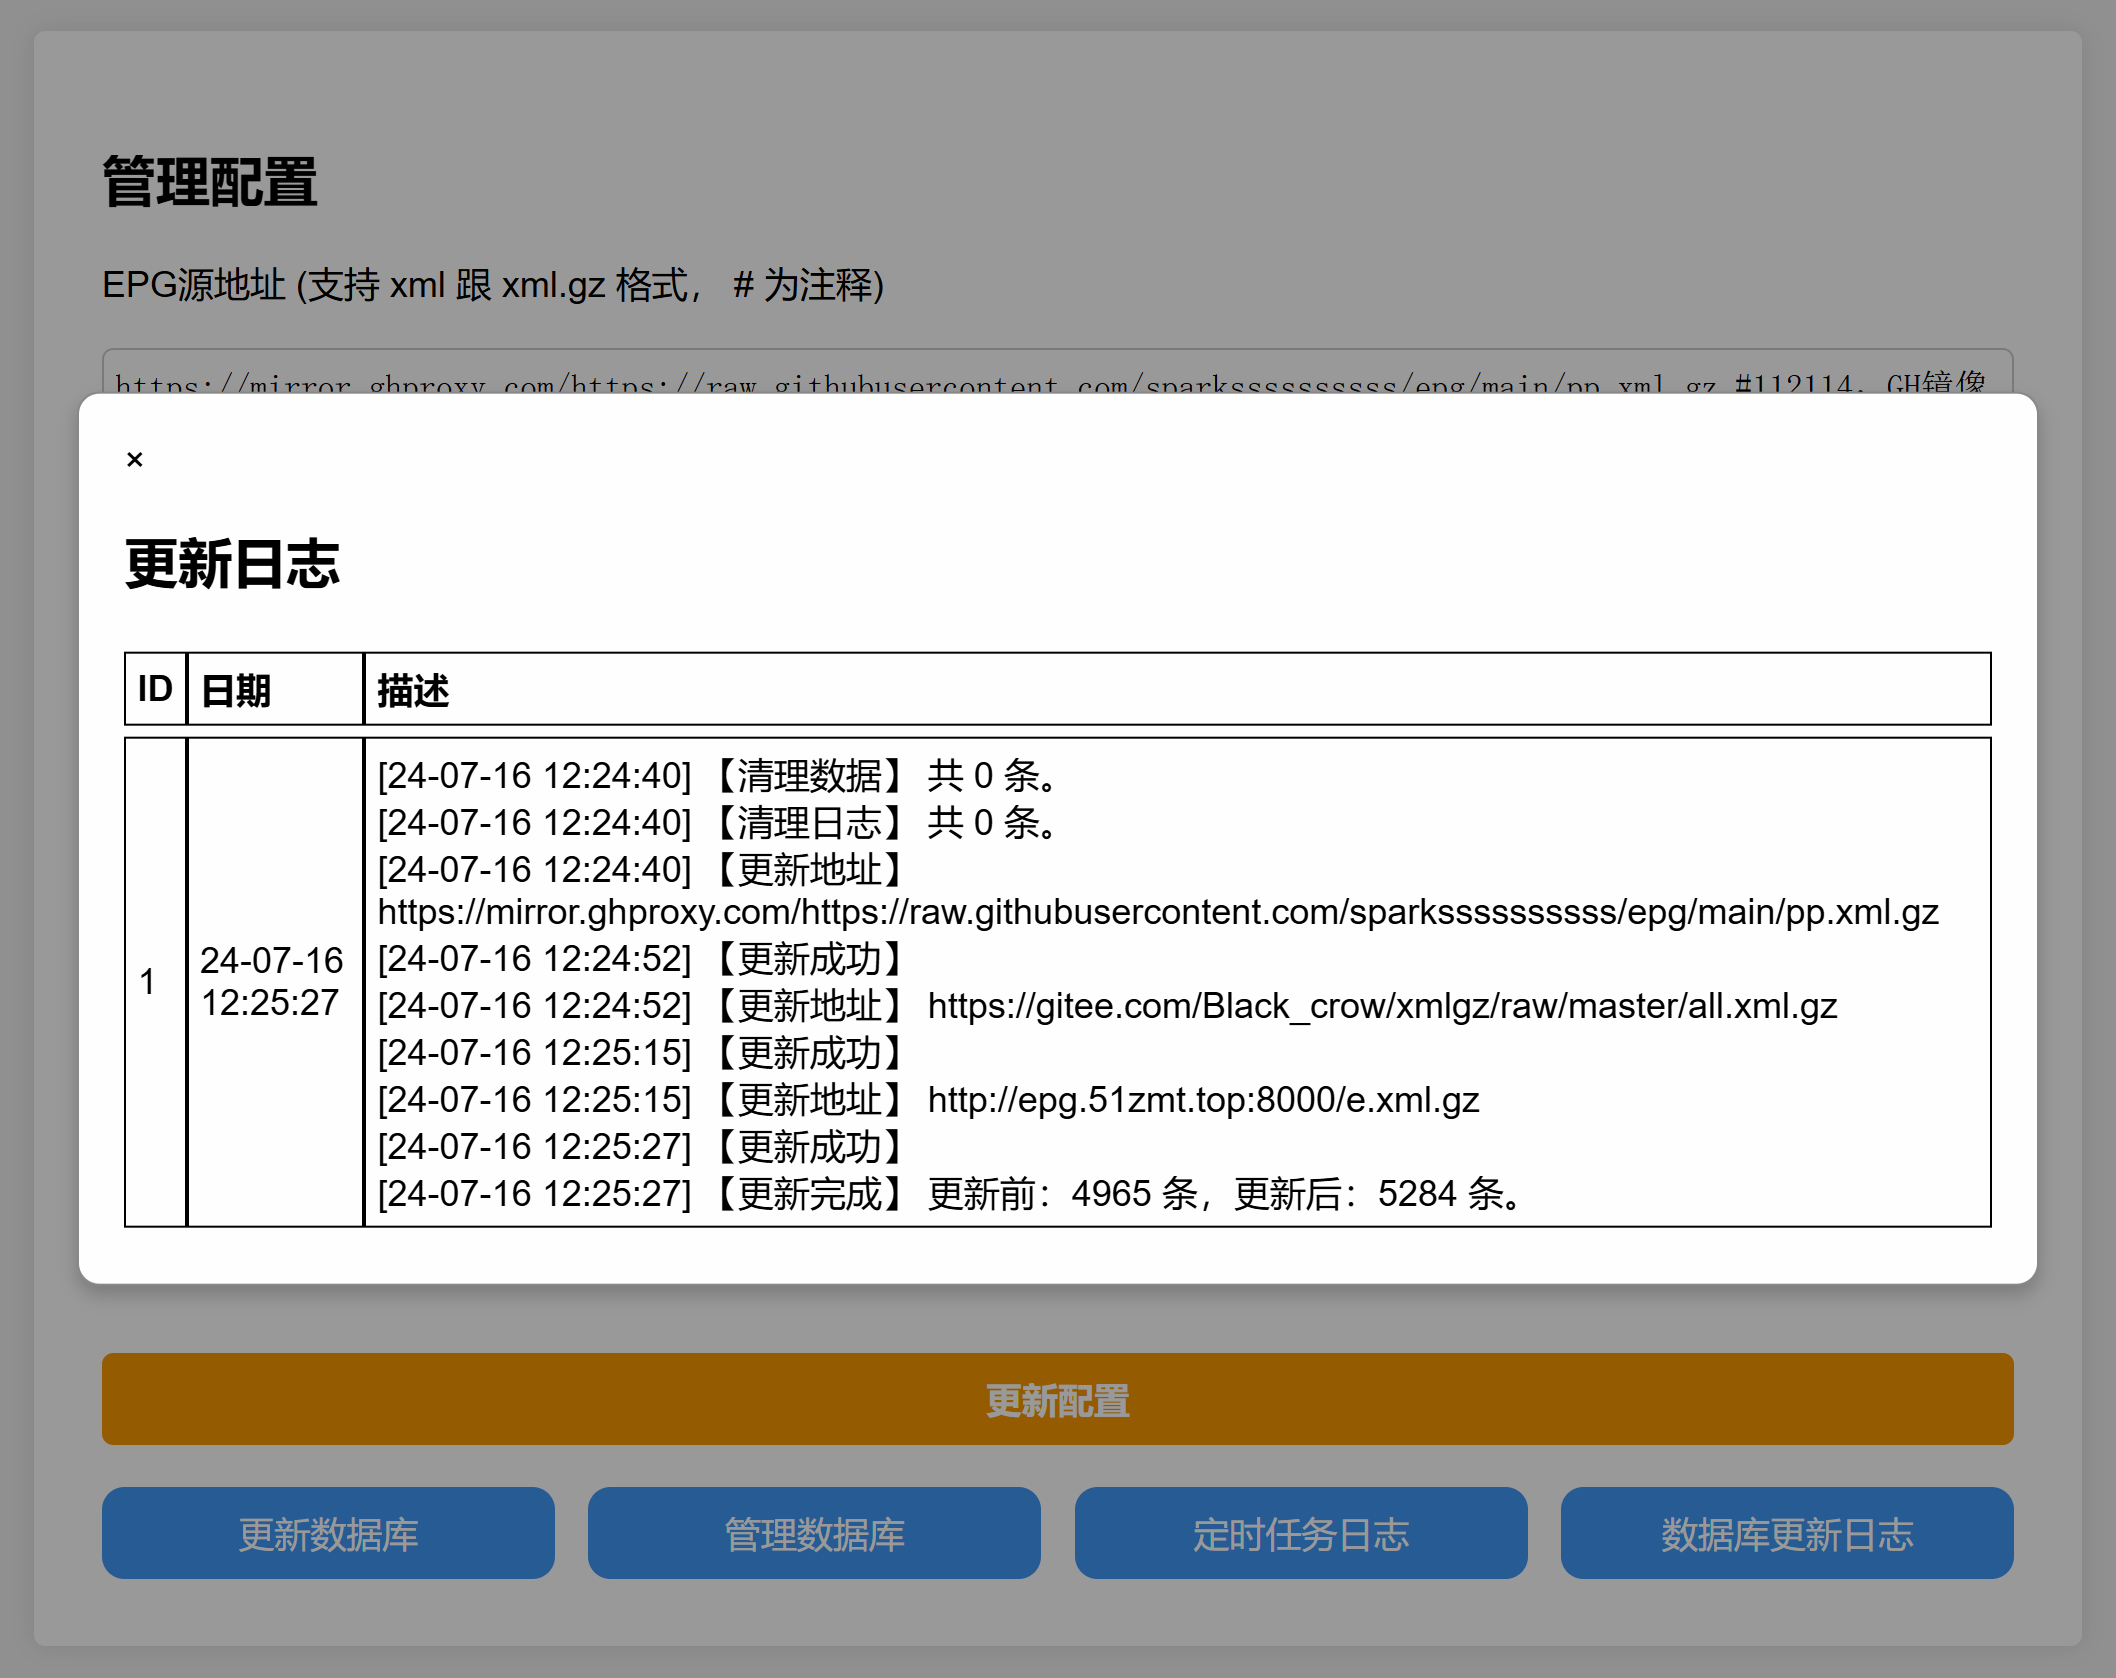 管理配置
EPG源地址 (支持 xml 跟 xml.gz 格式， # 为注释)
https://mirror.ghproxy.com/https://raw.githubusercontent.com/sparkssssssssss/epg/main/pp.xml.gz #112114，GH镜像
×
更新日志
ID 日期 描述
1
24-07-16
12:25:27
[24-07-16 12:24:40] 【清理数据】 共 0 条。
[24-07-16 12:24:40] 【清理日志】 共 0 条。
[24-07-16 12:24:40] 【更新地址】
https://mirror.ghproxy.com/https://raw.githubusercontent.com/sparkssssssssss/epg/main/pp.xml.gz
[24-07-16 12:24:52] 【更新成功】
[24-07-16 12:24:52] 【更新地址】 https://gitee.com/Black_crow/xmlgz/raw/master/all.xml.gz
[24-07-16 12:25:15] 【更新成功】
[24-07-16 12:25:15] 【更新地址】 http://epg.51zmt.top:8000/e.xml.gz
[24-07-16 12:25:27] 【更新成功】
[24-07-16 12:25:27] 【更新完成】 更新前：4965 条，更新后：5284 条。
更新配置
更新数据库 管理数据库 定时任务日志 数据库更新日志